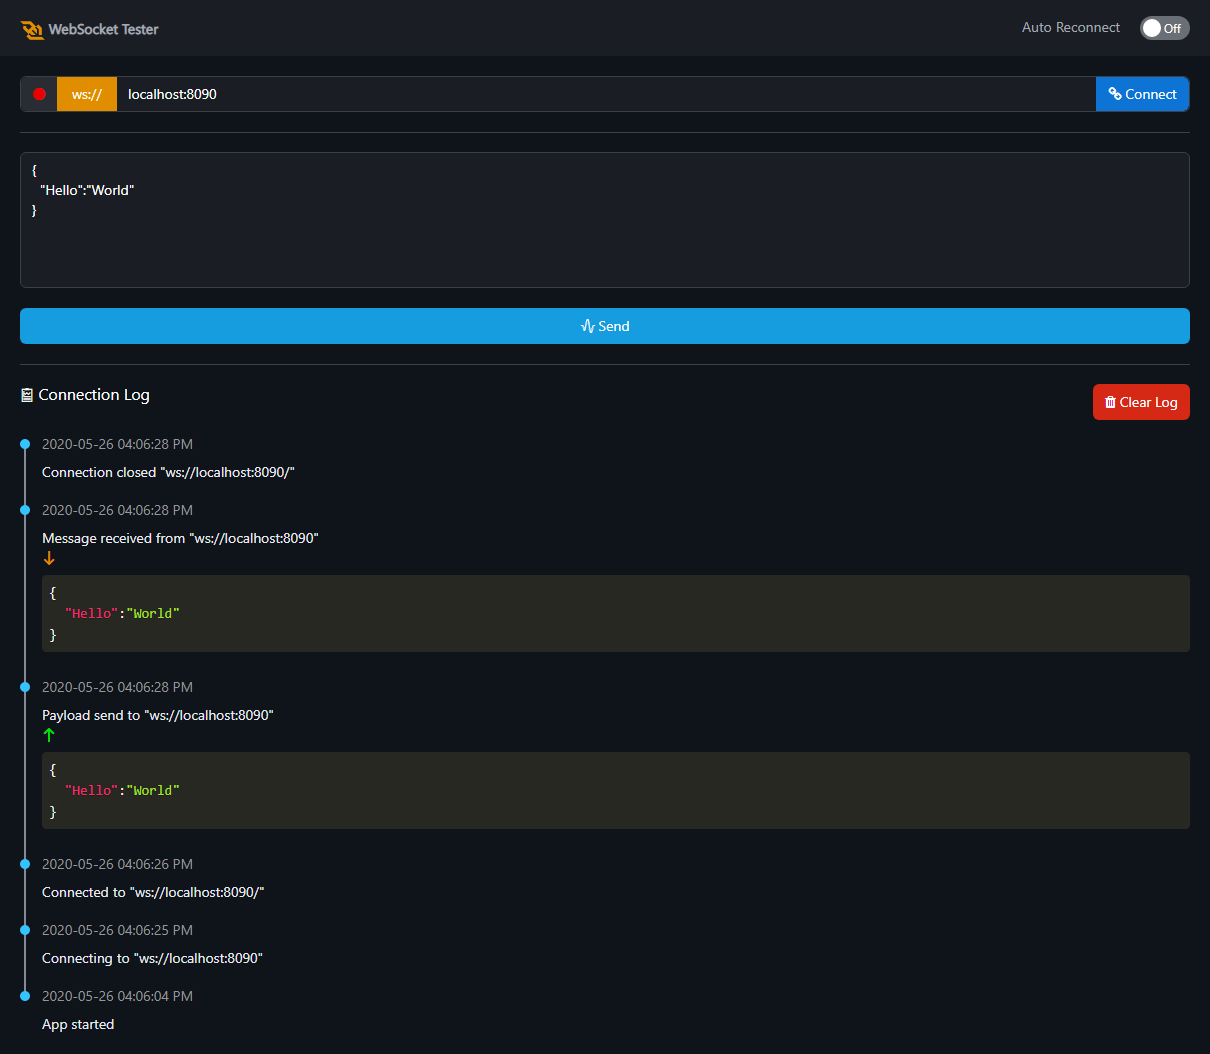 WebSocket Tester
Auto Reconnect
Off
ws://
localhost:8090
Connect
{
"Hello":"World"
}
Send
Connection Log
Clear Log
2020-05-26 04:06:28 PM
Connection closed "ws://localhost:8090/"
2020-05-26 04:06:28 PM
Message received from "ws://localhost:8090"
{
"Hello":"World"
}
2020-05-26 04:06:28 PM
Payload send to "ws://localhost:8090"
{
"Hello":"World"
}
2020-05-26 04:06:26 PM
Connected to "ws://localhost:8090/"
2020-05-26 04:06:25 PM
Connecting to "ws://localhost:8090"
2020-05-26 04:06:04 PM
App started